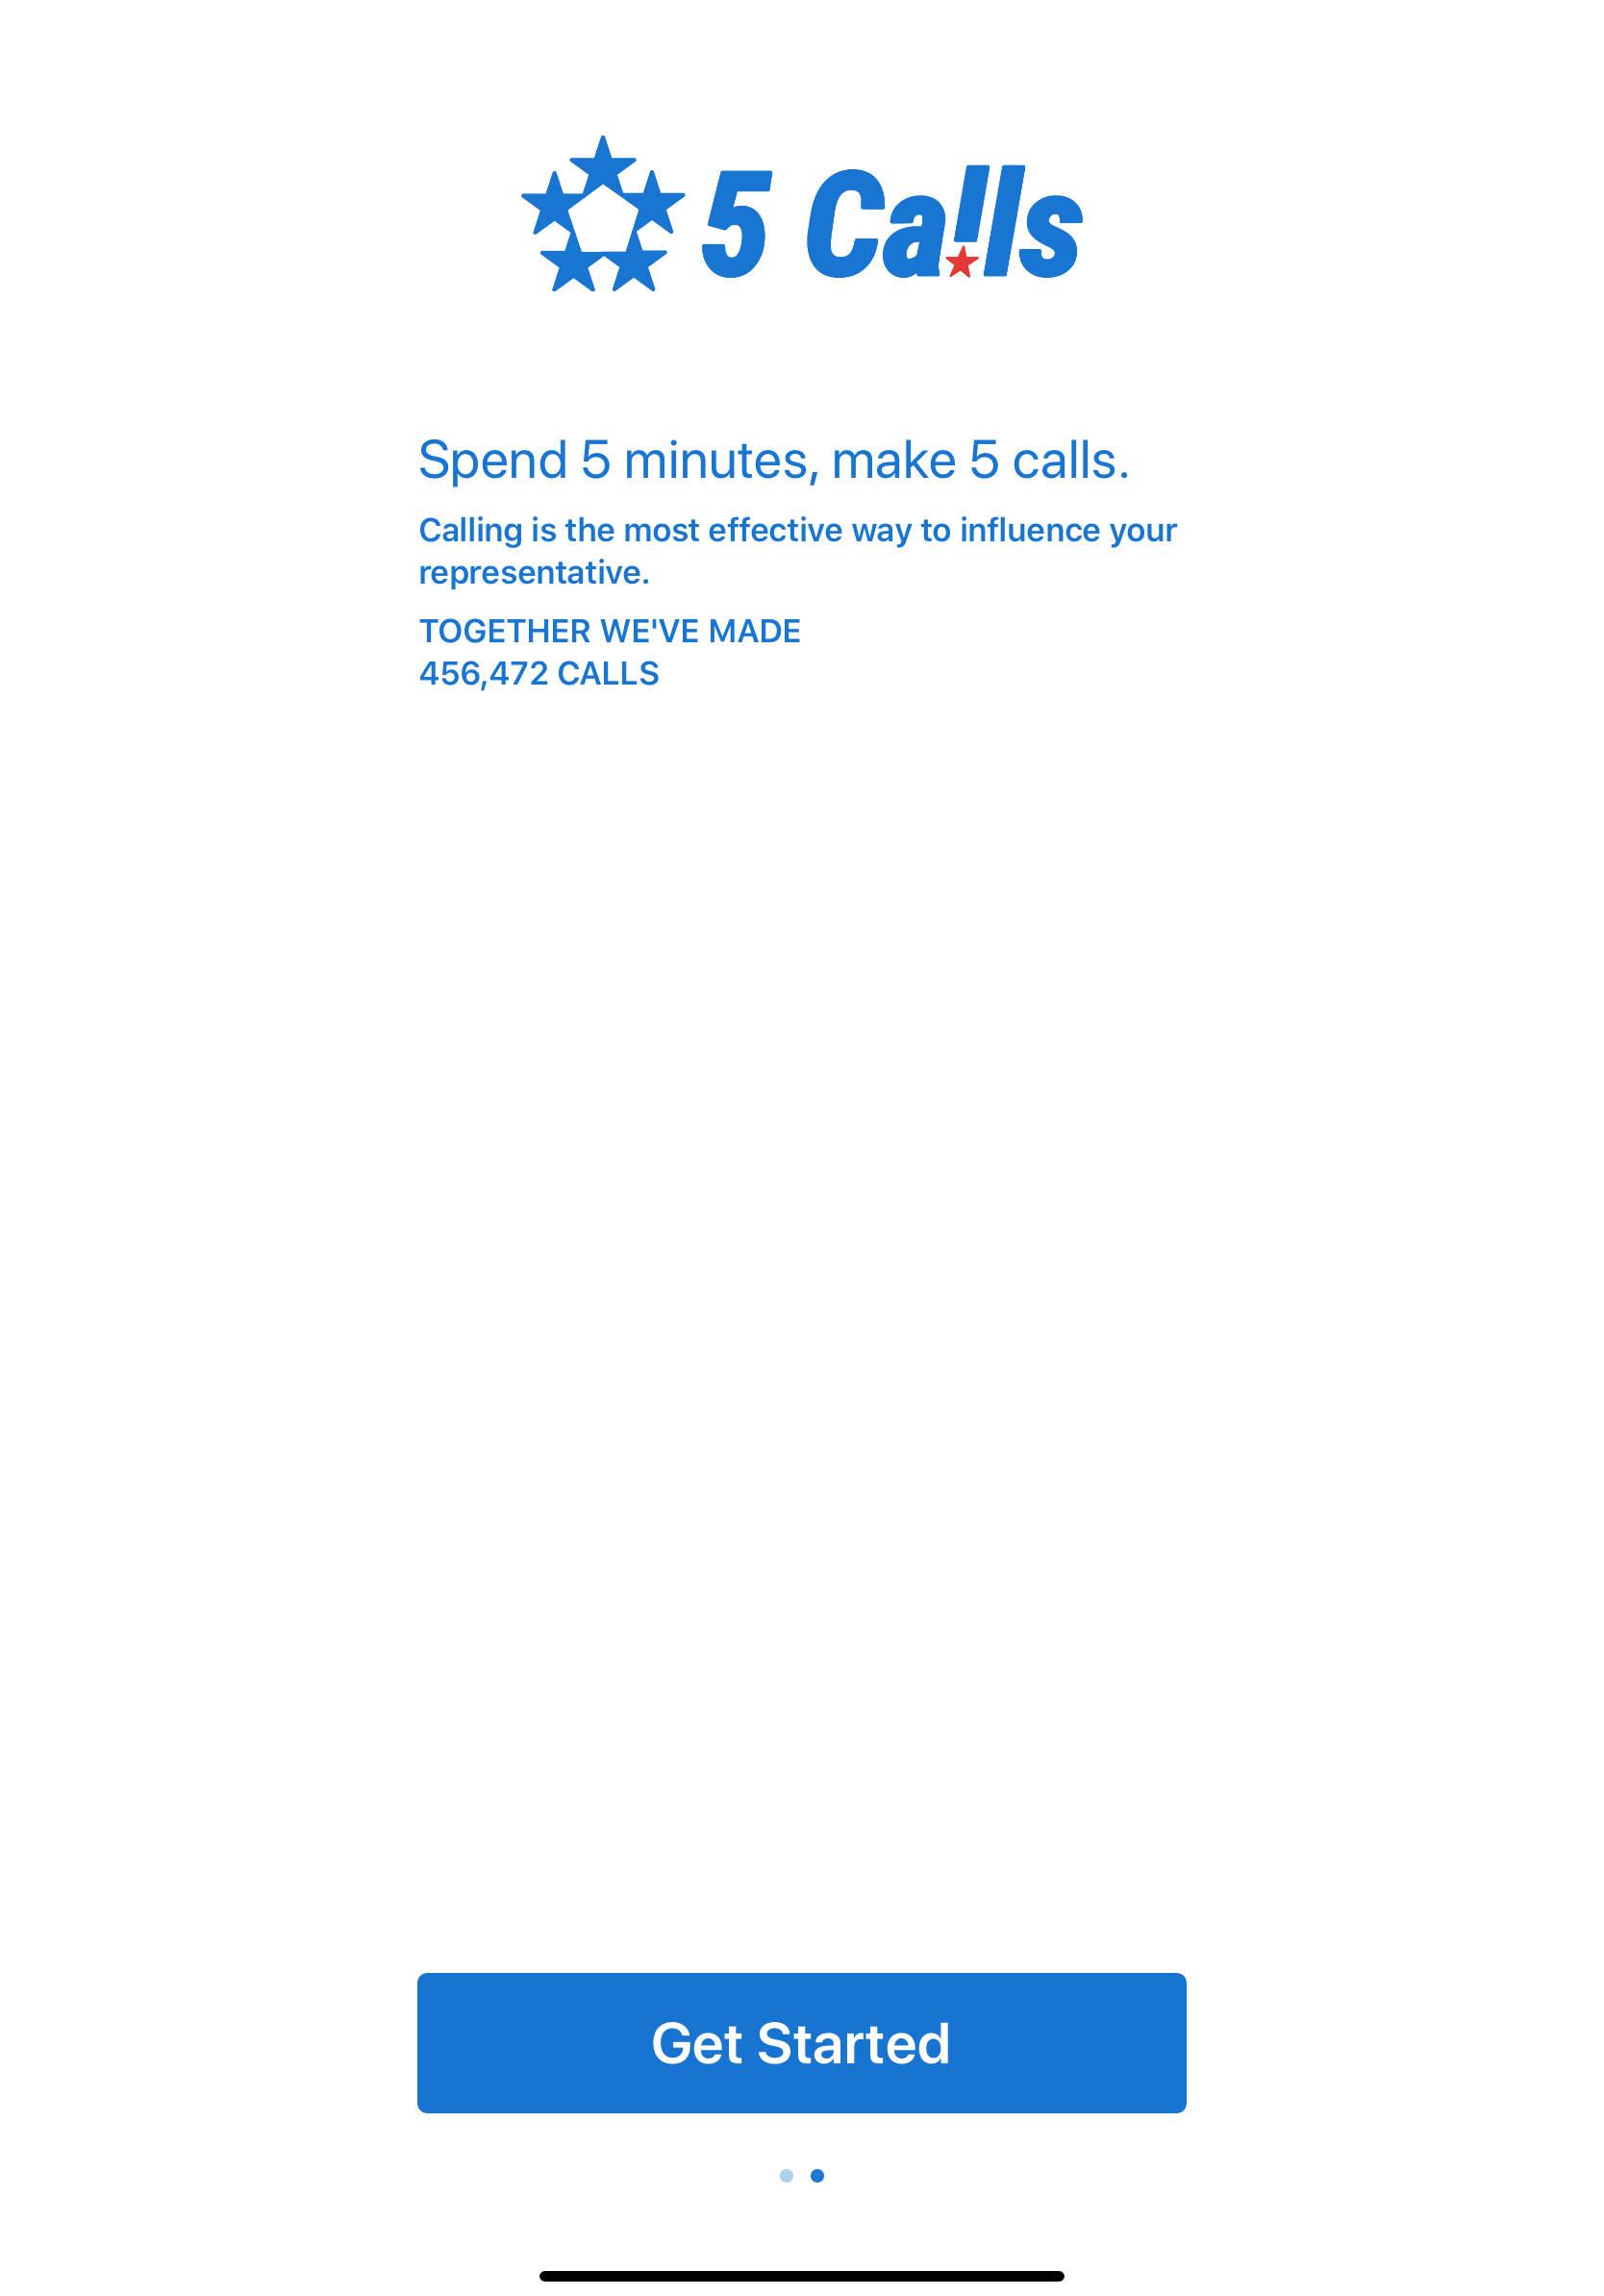 5 Calls
Spend 5 minutes, make 5 calls.
Calling is the most effective way to influence your
representative.
TOGETHER WE'VE MADE
456,472 CALLS
Get Started